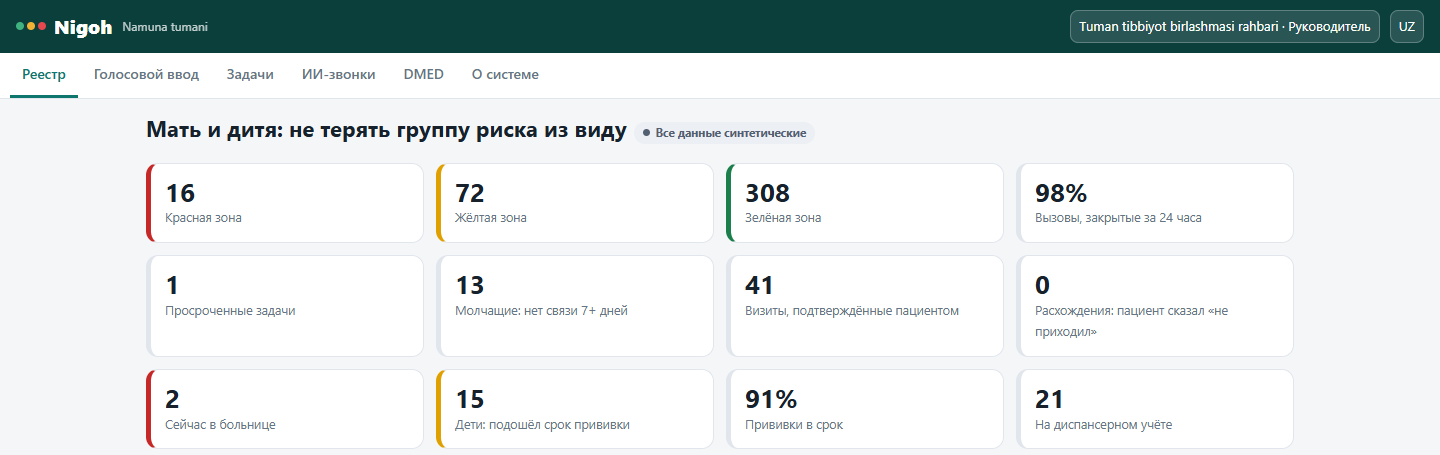 Nigoh Namuna tumani Tuman tibbiyot birlashmasi rahbari · Руководитель UZ
Реестр Голосовой ввод Задачи ИИ-звонки DMED О системе
Мать и дитя: не терять группу риска из виду Все данные синтетические
16
Красная зона
72
Жёлтая зона
308
Зелёная зона
98%
Вызовы, закрытые за 24 часа
1
Просроченные задачи
13
Молчащие: нет связи 7+ дней
41
Визиты, подтверждённые пациентом
0
Расхождения: пациент сказал «не
приходил»
2
Сейчас в больнице
15
Дети: подошёл срок прививки
91%
Прививки в срок
21
На диспансерном учёте